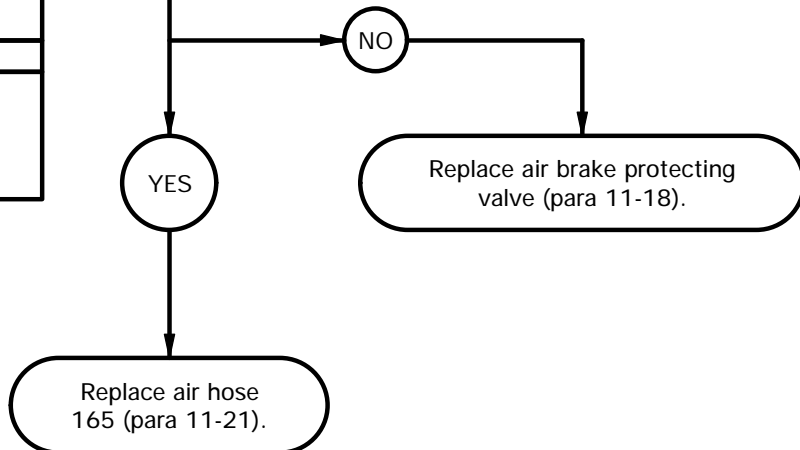 NO
YES
Replace air brake protecting
valve (para 11-18).
Replace air hose
165 (para 11-21).